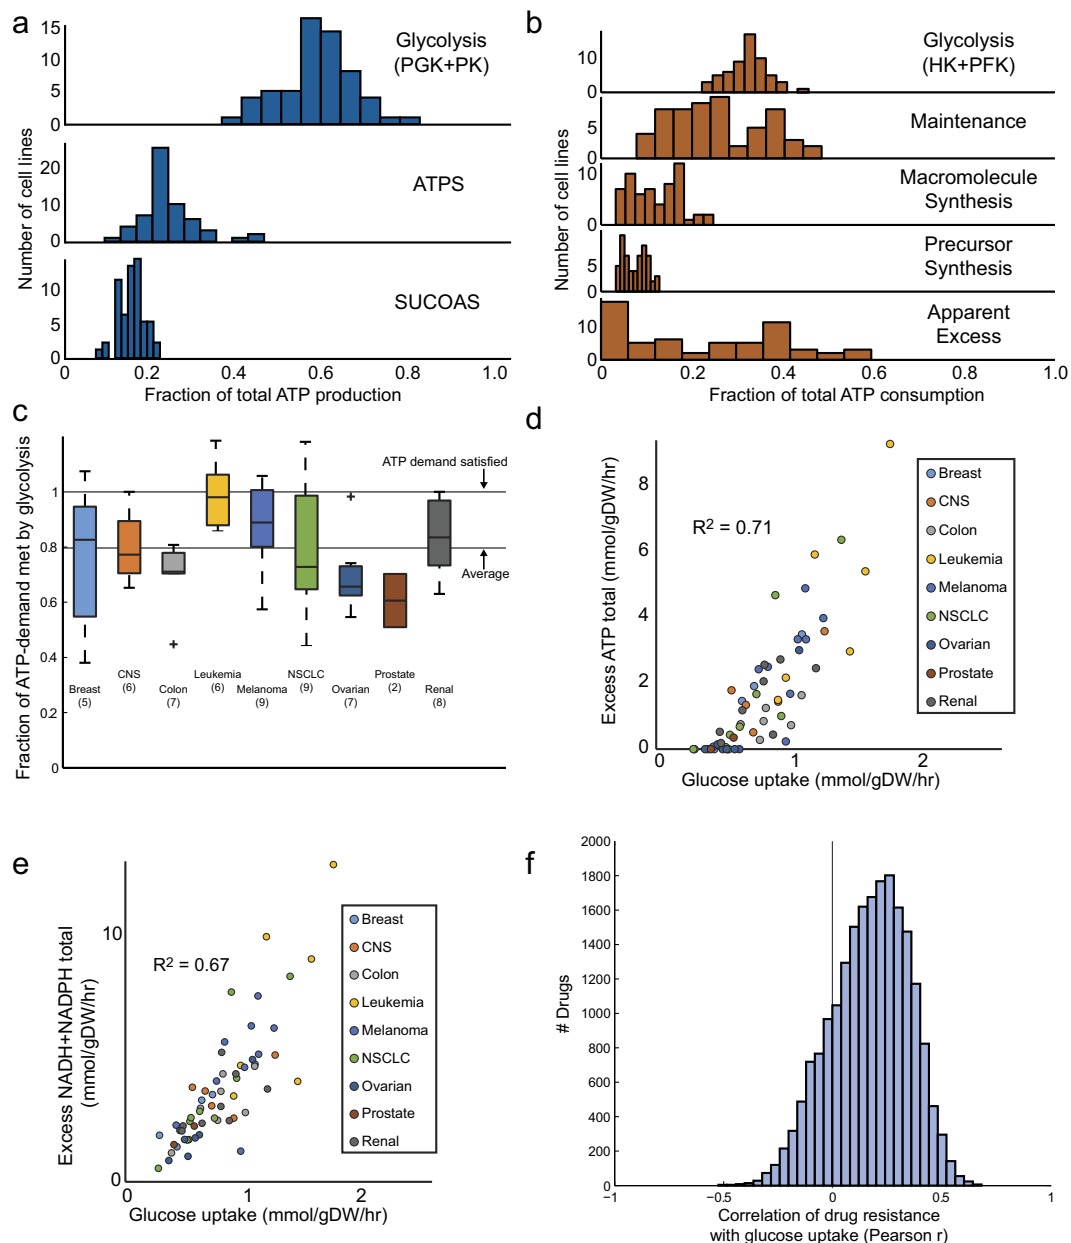 a
Number of cell lines
15
10
5
0
Glycolysis
(PGK+PK)
20
10
0
ATPS
10
5
0
SUCOAS
0
0.2
0.4
0.6
0.8
1.0
Fraction of total ATP production
b
Number of cell lines
10
0
Glycolysis
(HK+PFK)
5
0
Maintenance
10
0
Macromolecule
Synthesis
5
0
Precursor
Synthesis
10
0
Apparent
Excess
0
0.2
0.4
0.6
0.8
1.0
Fraction of total ATP consumption
c
Fraction of ATP-demand met by glycolysis
1
0.8
0.6
0.4
0.2
0
ATP demand satisfied
Average
Breast
(5)
CNS
(6)
Colon
(7)
Leukemia
(6)
Melanoma
(9)
NSCLC
(9)
Ovarian
(7)
Prostate
(2)
Renal
(8)
d
Excess ATP total (mmol/gDW/hr)
8
6
4
2
0
R2 = 0.71
Breast
CNS
Colon
Leukemia
Melanoma
NSCLC
Ovarian
Prostate
Renal
0
1
2
Glucose uptake (mmol/gDW/hr)
e
Excess NADH+NADPH total
(mmol/gDW/hr)
10
0
R2 = 0.67
Breast
CNS
Colon
Leukemia
Melanoma
NSCLC
Ovarian
Prostate
Renal
0
1
2
Glucose uptake (mmol/gDW/hr)
f
# Drugs
2000
1800
1600
1400
1200
1000
800
600
400
200
0
−1
−0.5
0
0.5
1
Correlation of drug resistance
with glucose uptake (Pearson r)